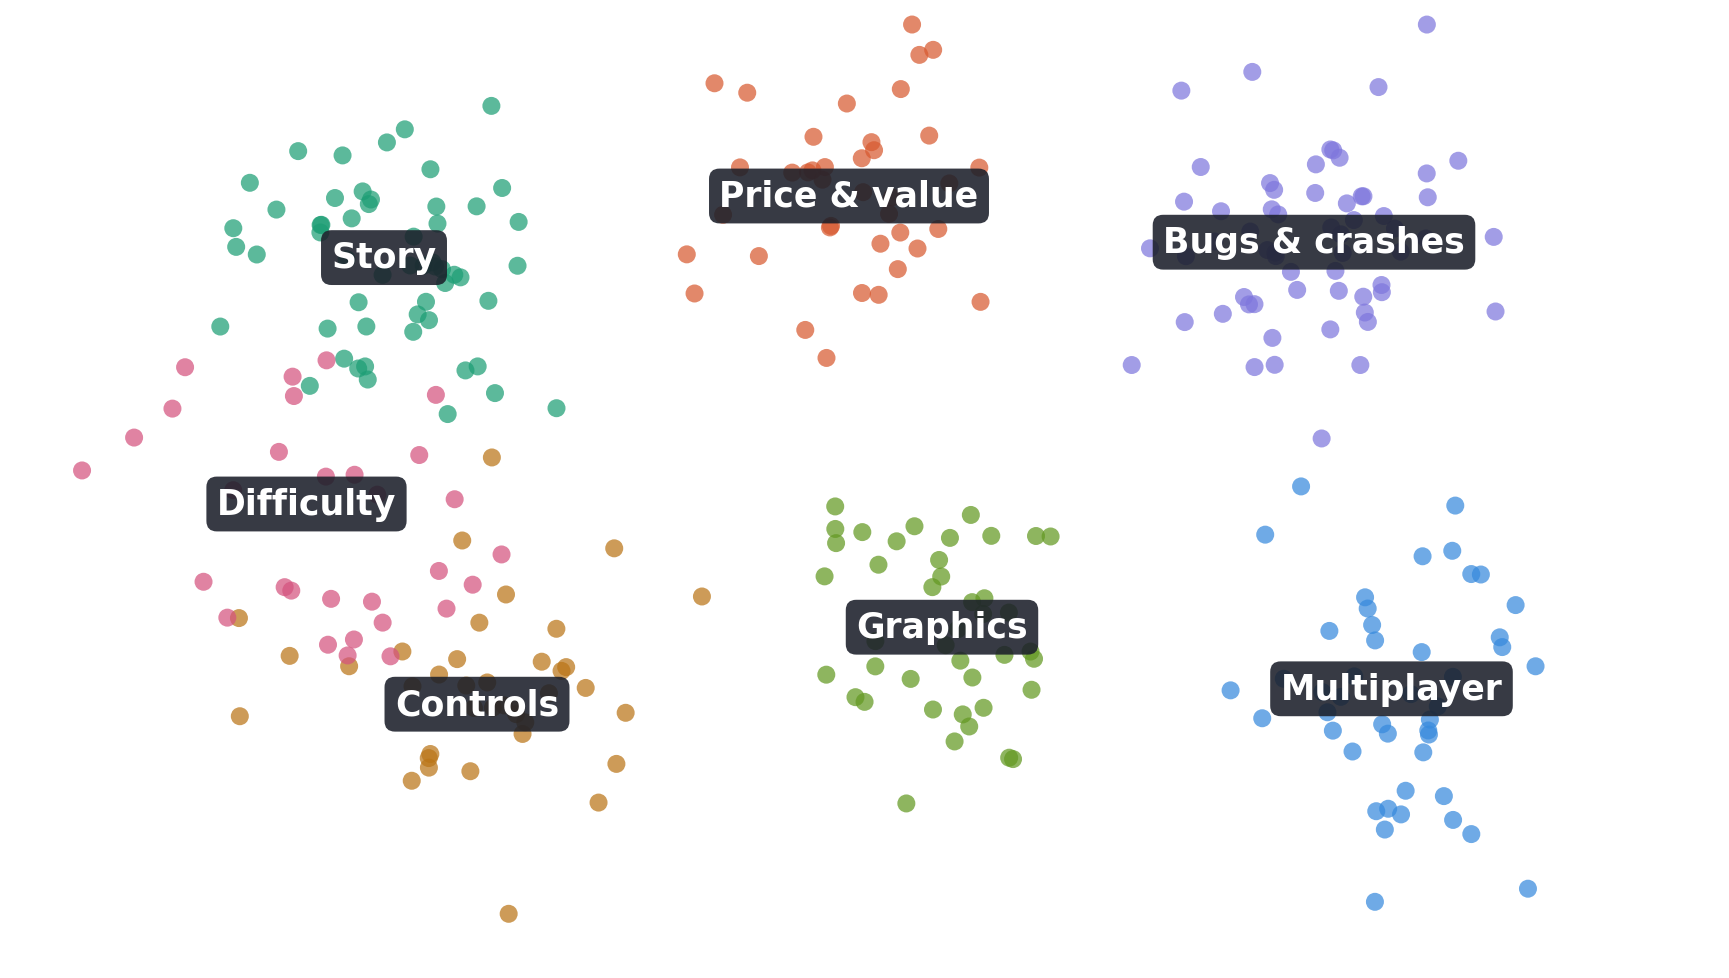 Price & value
Bugs & crashes
Story
Difficulty
Graphics
Multiplayer
Controls